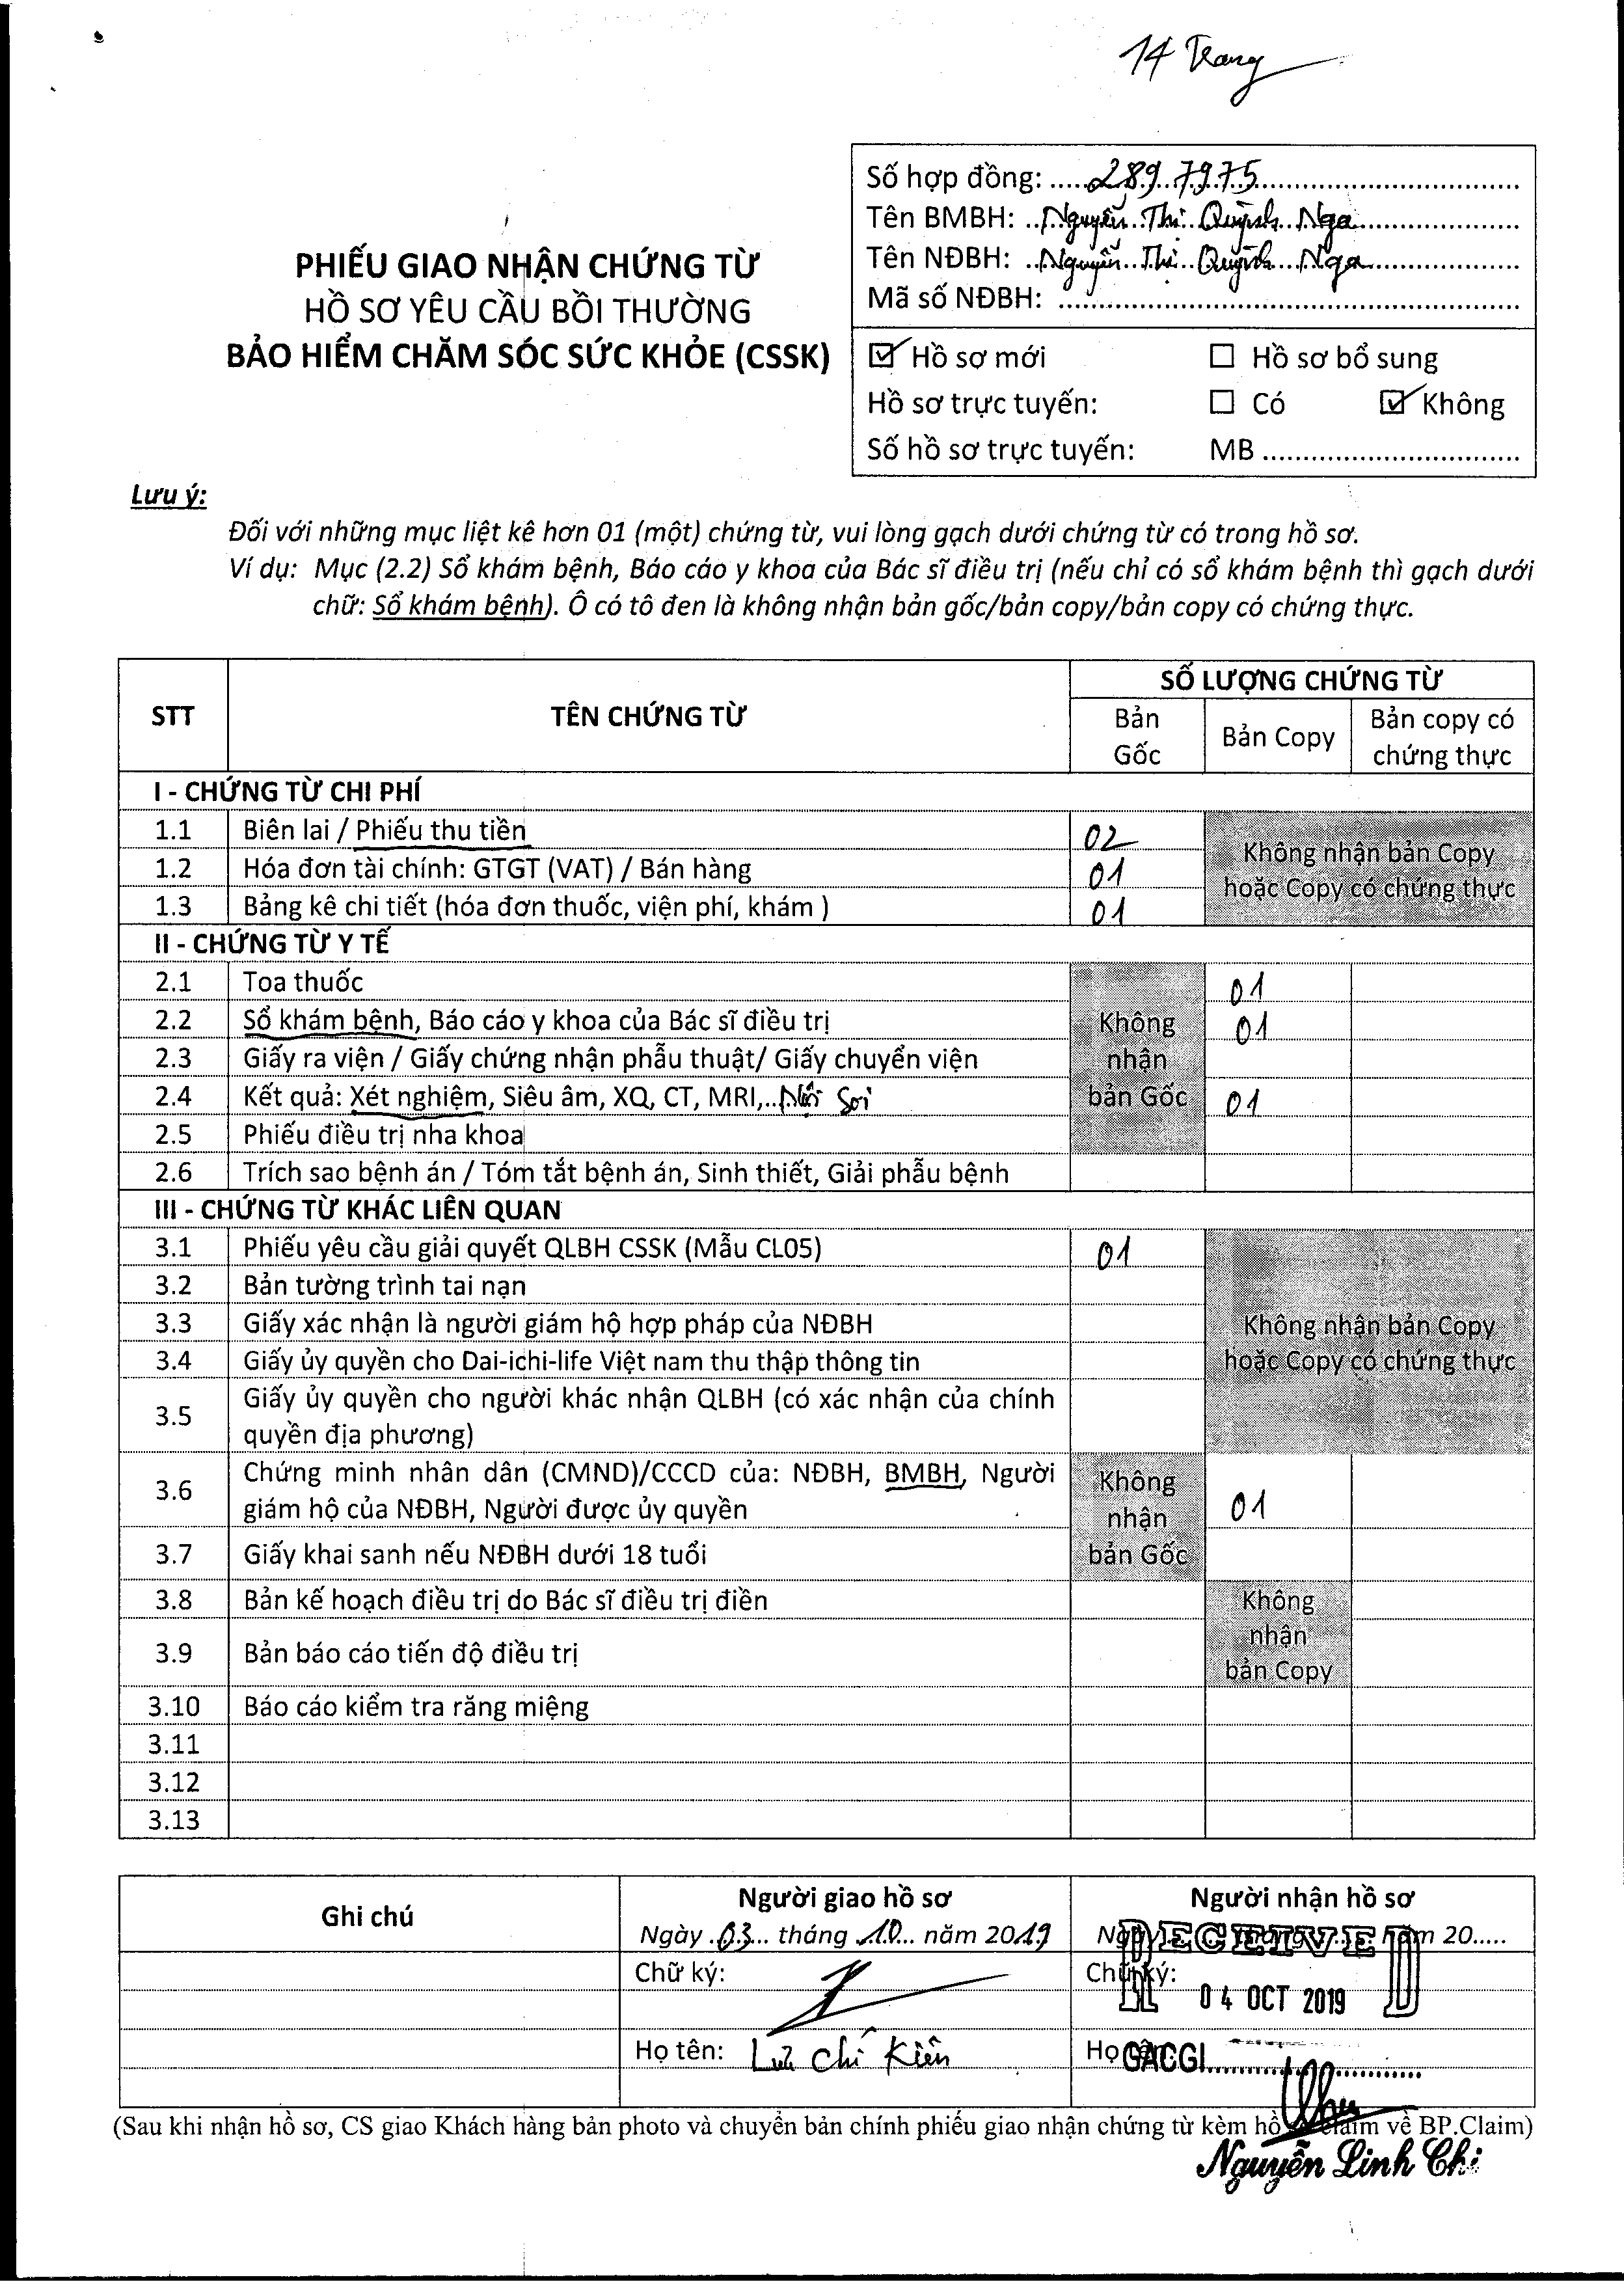 14 Trang
Số hợp đồng: .....2897975.....
Tên BMBH: ..Nguyễn Thị Quỳnh Nga.....
Tên NĐBH: ..Nguyễn Thị Quỳnh Nga.....
Mã số NĐBH: .....
PHIẾU GIAO NHẬN CHỨNG TỪ
HỒ SƠ YÊU CẦU BỒI THƯỜNG
BẢO HIỂM CHĂM SÓC SỨC KHỎE (CSSK)
☑ Hồ sơ mới ☐ Hồ sơ bổ sung
Hồ sơ trực tuyến: ☐ Có ☑ Không
Số hồ sơ trực tuyến: MB .....
Lưu ý:
Đối với những mục liệt kê hơn 01 (một) chứng từ, vui lòng gạch dưới chứng từ có trong hồ sơ.
Ví dụ: Mục (2.2) Sổ khám bệnh, Báo cáo y khoa của Bác sĩ điều trị (nếu chỉ có sổ khám bệnh thì gạch dưới
chữ: Sổ khám bệnh). Ô có tô đen là không nhận bản gốc/bản copy/bản copy có chứng thực.
STT TÊN CHỨNG TỪ SỐ LƯỢNG CHỨNG TỪ
Bản Gốc Bản Copy Bản copy có chứng thực
I - CHỨNG TỪ CHI PHÍ
1.1 Biên lai / Phiếu thu tiền 02
1.2 Hóa đơn tài chính: GTGT (VAT) / Bán hàng 01
1.3 Bảng kê chi tiết (hóa đơn thuốc, viện phí, khám ) 01
Không nhận bản Copy
hoặc Copy có chứng thực
II - CHỨNG TỪ Y TẾ
2.1 Toa thuốc 01
2.2 Sổ khám bệnh, Báo cáo y khoa của Bác sĩ điều trị 01
2.3 Giấy ra viện / Giấy chứng nhận phẫu thuật/ Giấy chuyển viện
2.4 Kết quả: Xét nghiệm, Siêu âm, XQ, CT, MRI,..Nội Soi 01
2.5 Phiếu điều trị nha khoa
Không
nhận
bản Gốc
2.6 Trích sao bệnh án / Tóm tắt bệnh án, Sinh thiết, Giải phẫu bệnh
III - CHỨNG TỪ KHÁC LIÊN QUAN
3.1 Phiếu yêu cầu giải quyết QLBH CSSK (Mẫu CL05) 01
3.2 Bản tường trình tai nạn
3.3 Giấy xác nhận là người giám hộ hợp pháp của NĐBH
3.4 Giấy ủy quyền cho Dai-ichi-life Việt nam thu thập thông tin
3.5 Giấy ủy quyền cho người khác nhận QLBH (có xác nhận của chính
quyền địa phương)
Không nhận bản Copy
hoặc Copy có chứng thực
3.6 Chứng minh nhân dân (CMND)/CCCD của: NĐBH, BMBH, Người
giám hộ của NĐBH, Người được ủy quyền 01
3.7 Giấy khai sanh nếu NĐBH dưới 18 tuổi
Không
nhận
bản Gốc
3.8 Bản kế hoạch điều trị do Bác sĩ điều trị điền
3.9 Bản báo cáo tiến độ điều trị
Không
nhận
bản Copy
3.10 Báo cáo kiểm tra răng miệng
3.11
3.12
3.13
Ghi chú Người giao hồ sơ Người nhận hồ sơ
Ngày .03... tháng .10... năm 2019 năm 20.....
RECEIVED
Chữ ký: Chữ ký:
04 OCT 2019
Họ tên: Lưu Chí Kiên Họ tên:
GACGI.....
(Sau khi nhận hồ sơ, CS giao Khách hàng bản photo và chuyển bản chính phiếu giao nhận chứng từ kèm hồ claim về BP.Claim)
Nguyễn Linh Chi